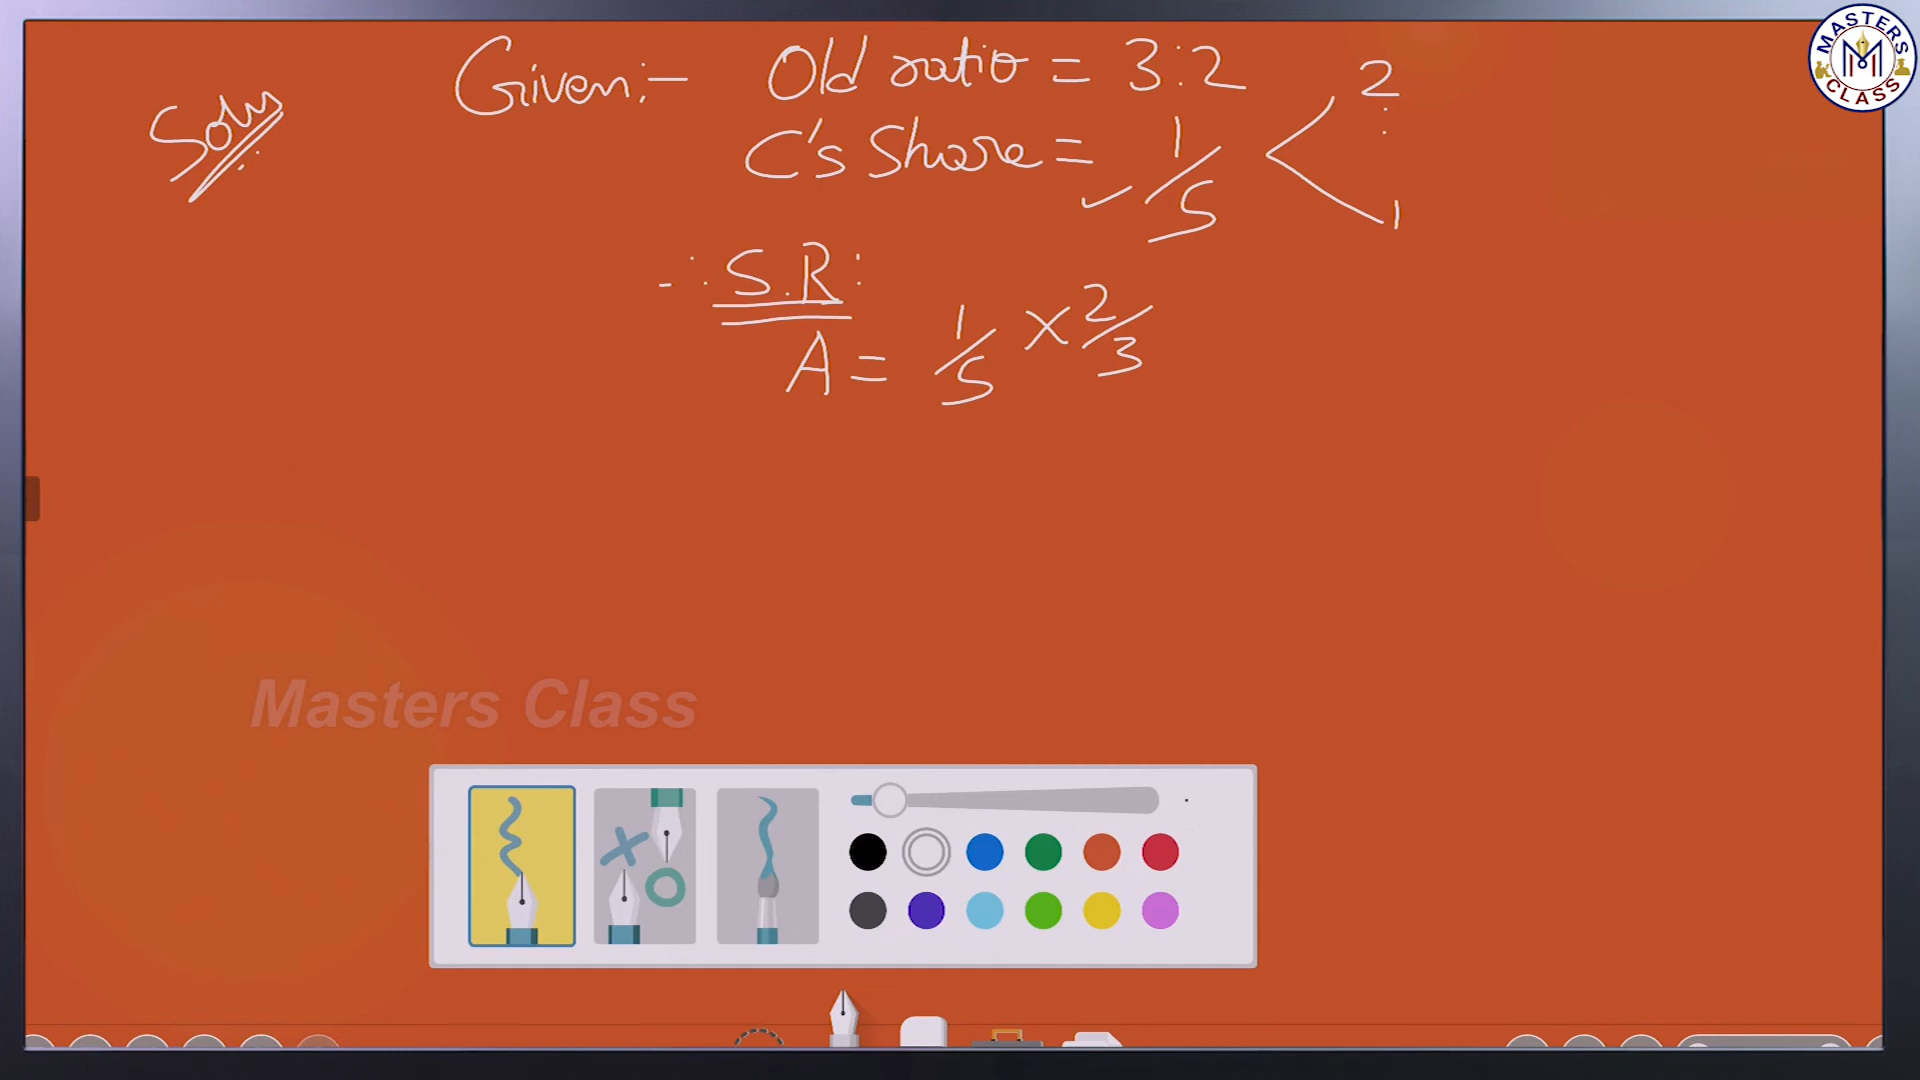 Given:- Old ratio = 3:2
Soln
C's Share = 1/5 < 2 : 1
∴ S.R:
A = 1/5 × 2/3
Masters Class
MASTERS CLASS